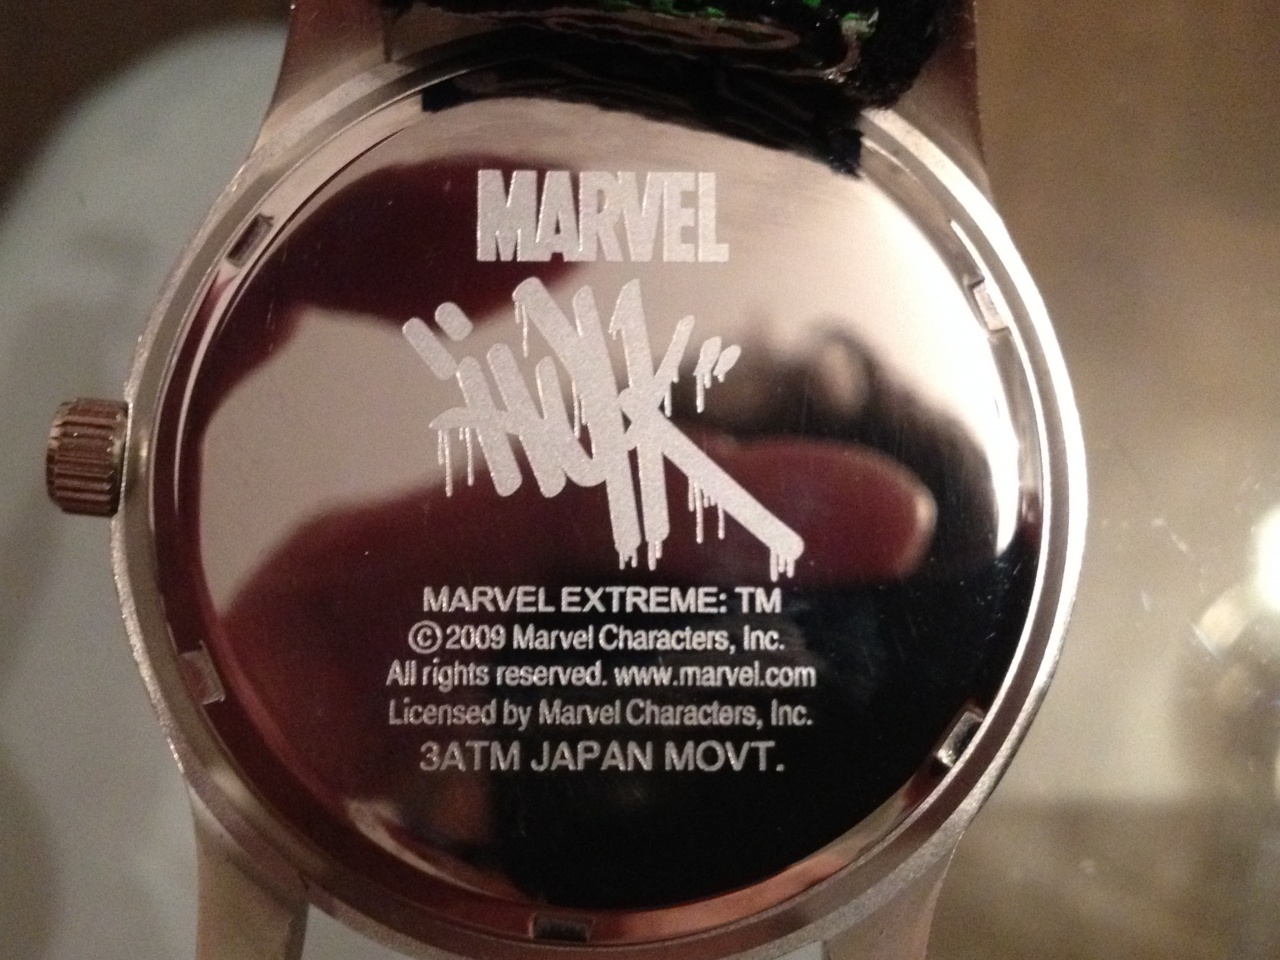 MARVEL
"HULK"
MARVEL EXTREME: TM
©2009 Marvel Characters, Inc.
All rights reserved. www.marvel.com
Licensed by Marvel Characters, Inc.
3ATM JAPAN MOVT.